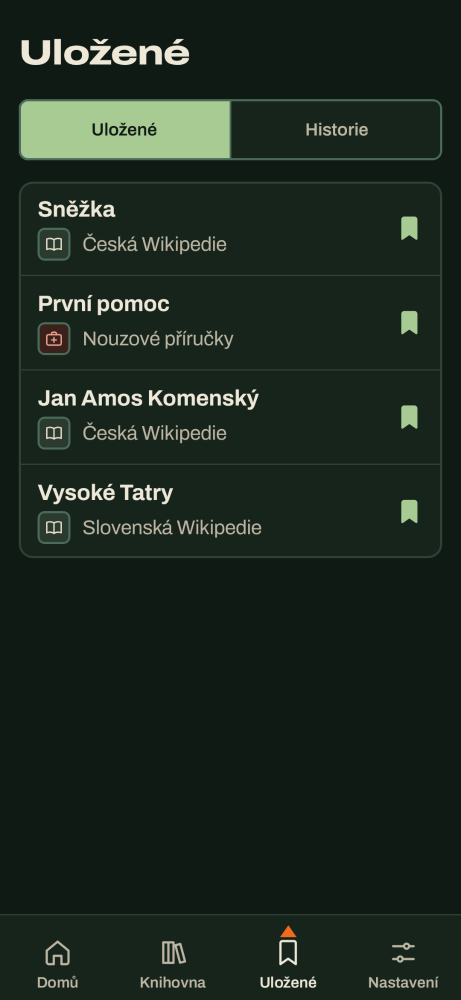 Uložené
Uložené
Historie
Sněžka
Česká Wikipedie
První pomoc
Nouzové příručky
Jan Amos Komenský
Česká Wikipedie
Vysoké Tatry
Slovenská Wikipedie
Domů
Knihovna
Uložené
Nastavení